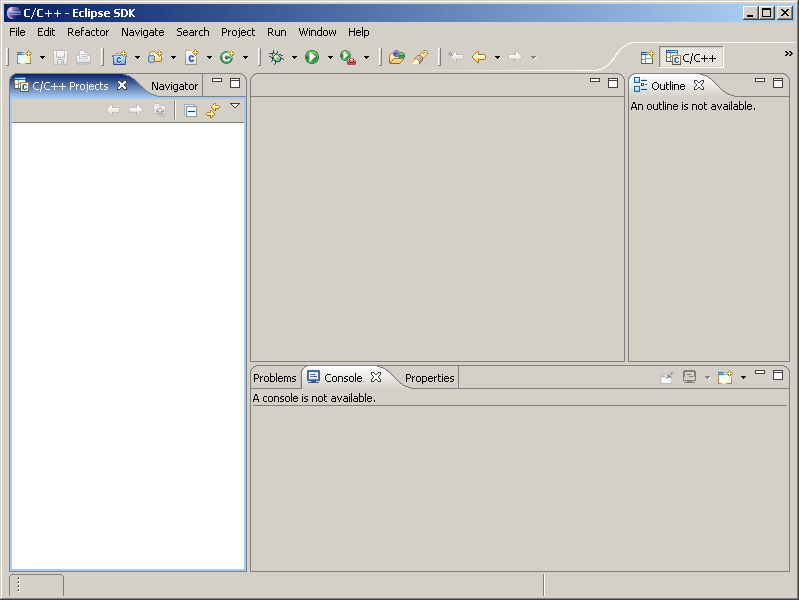 C/C++ - Eclipse SDK
File Edit Refactor Navigate Search Project Run Window Help
C/C++
»
C/C++ Projects Navigator
Outline
An outline is not available.
Problems Console Properties
A console is not available.